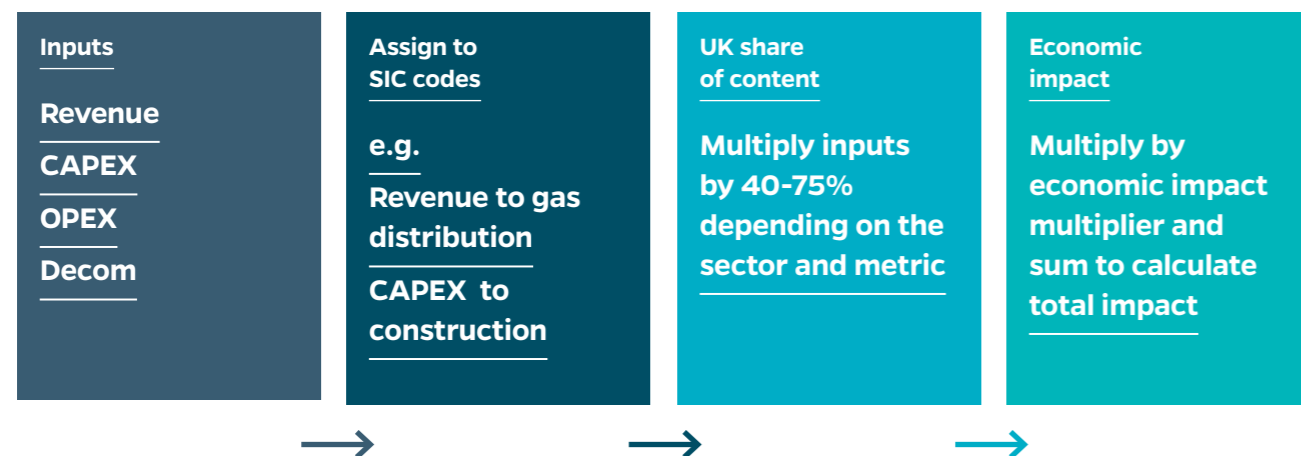 Inputs
Revenue
CAPEX
OPEX
Decom
Assign to
SIC codes
e.g.
Revenue to gas
distribution
CAPEX to
construction
UK share
of content
Multiply inputs
by 40-75%
depending on the
sector and metric
Economic
impact
Multiply by
economic impact
multiplier and
sum to calculate
total impact